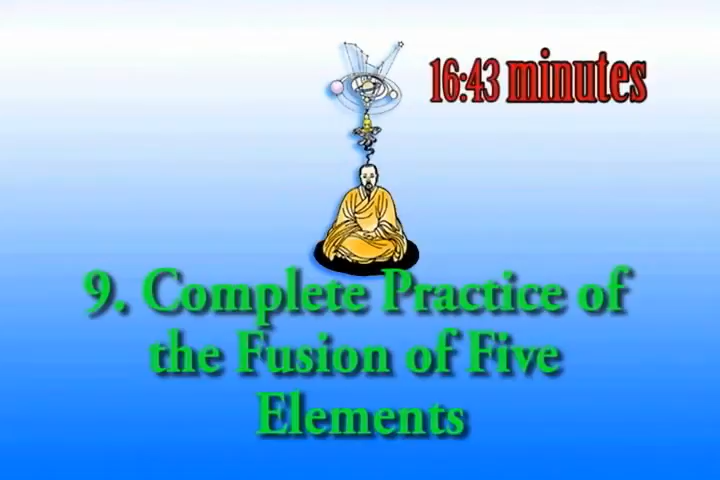 16:43 minutes
9. Complete Practice of
the Fusion of Five
Elements